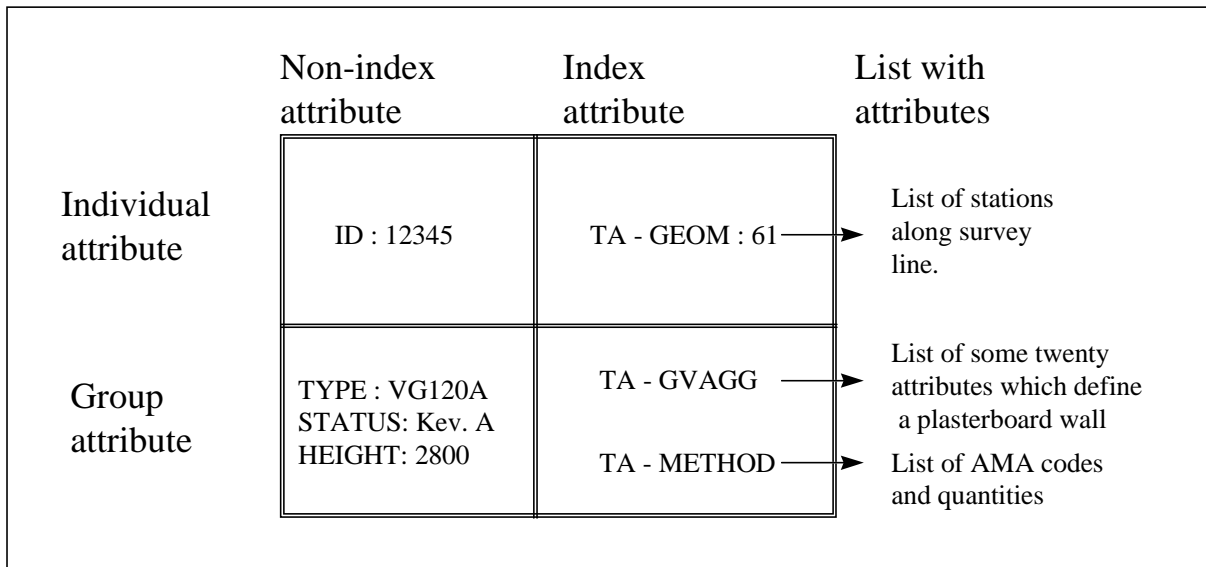 Non-index attribute
Index attribute
List with attributes
Individual attribute
ID : 12345
TA - GEOM : 61
List of stations
along survey
line.
Group attribute
TYPE : VG120A
STATUS: Kev. A
HEIGHT: 2800
TA - GVAGG
List of some twenty
attributes which define
a plasterboard wall
TA - METHOD
List of AMA codes
and quantities